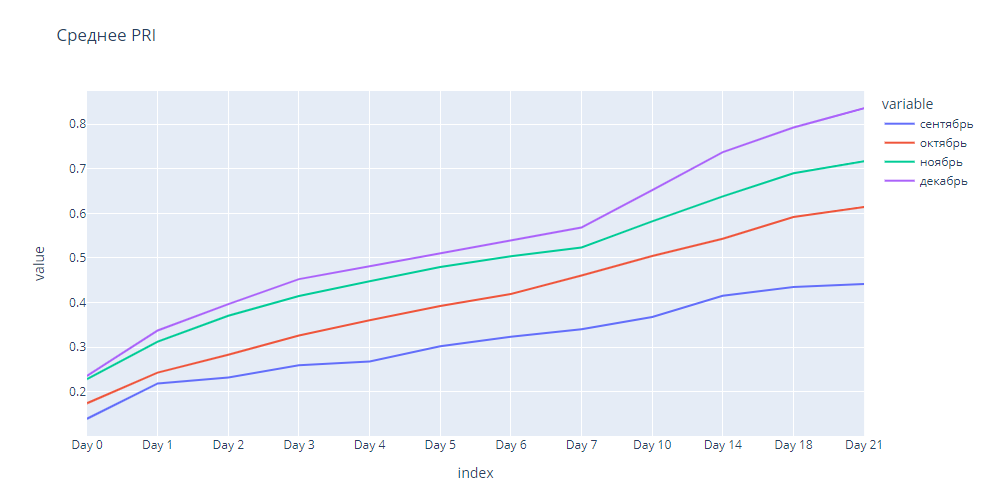 Среднее PRI
value
0.8
0.7
0.6
0.5
0.4
0.3
0.2
Day 0 Day 1 Day 2 Day 3 Day 4 Day 5 Day 6 Day 7 Day 10 Day 14 Day 18 Day 21
index
variable
сентябрь
октябрь
ноябрь
декабрь